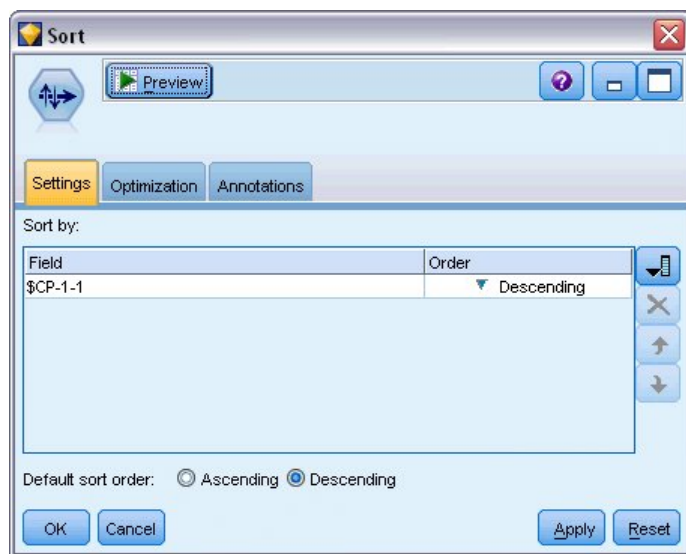 Sort
Preview
Settings Optimization Annotations
Sort by:
Field Order
$CP-1-1 Descending
Default sort order: Ascending Descending
OK Cancel Apply Reset